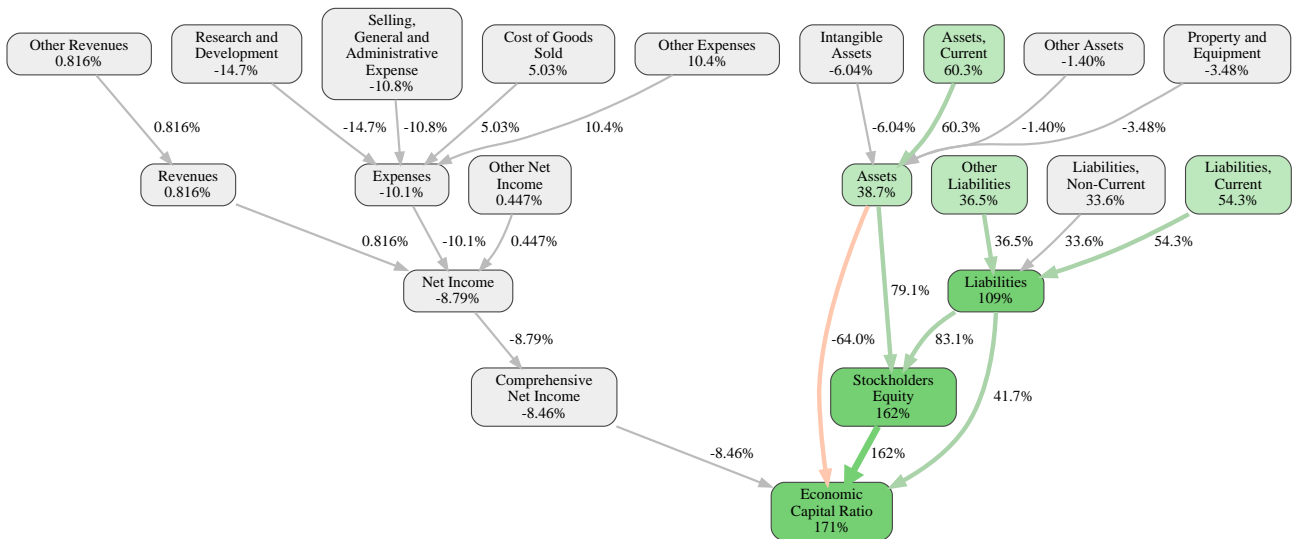 Other Revenues
0.816%
Research and
Development
-14.7%
Selling,
General and
Administrative
Expense
-10.8%
Cost of Goods
Sold
5.03%
Other Expenses
10.4%
Intangible
Assets
-6.04%
Assets,
Current
60.3%
Other Assets
-1.40%
Property and
Equipment
-3.48%
0.816%
-14.7%
-10.8%
5.03%
10.4%
-6.04%
60.3%
-1.40%
-3.48%
Revenues
0.816%
Expenses
-10.1%
Other Net
Income
0.447%
Assets
38.7%
Other
Liabilities
36.5%
Liabilities,
Non-Current
33.6%
Liabilities,
Current
54.3%
0.816%
-10.1%
0.447%
36.5%
33.6%
54.3%
Net Income
-8.79%
Liabilities
109%
79.1%
-8.79%
-64.0%
83.1%
Comprehensive
Net Income
-8.46%
Stockholders
Equity
162%
41.7%
-8.46%
162%
Economic
Capital Ratio
171%